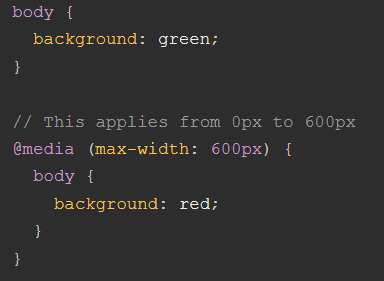 body {
  background: green;
}

// This applies from 0px to 600px
@media (max-width: 600px) {
  body {
    background: red;
  }
}